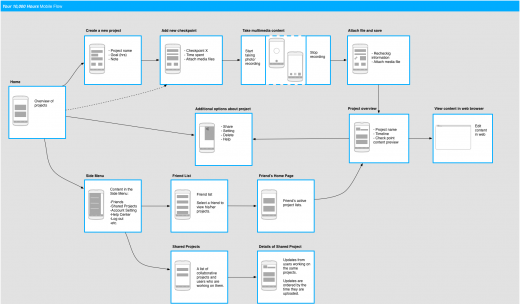 Your 10,000 Hours Mobile Flow
Create a new project
- Project name
- Goal (hrs)
- Note
Add new checkpoint
- Checkpoint X
- Time spent
- Attach media files
Take multimedia content
Start
taking
photo/
recording
Stop
recording
Attach file and save
- Rechecking
information
- Attach media file
Home
Overview of
projects
Additional options about project
- Share
- Setting
- Delete
- Help
Project overview
- Project name
- Timeline
- Check point
content preview
View content in web browser
Edit
content
in web
Side Menu
Content in the
Side Menu:
-Friends
-Shared Projects
-Account Setting
-Help Center
-Log out
-etc.
Friend List
Friend list
Select a friend to
view his/her
projects.
Friend's Home Page
Friend's active
project lists.
Shared Projects
A list of
collaborative
projects and
users who are
working on them.
Details of Shared Project
Updates from
users working on
the same
projects.
Updates are
ordered by the
time they are
uploaded.